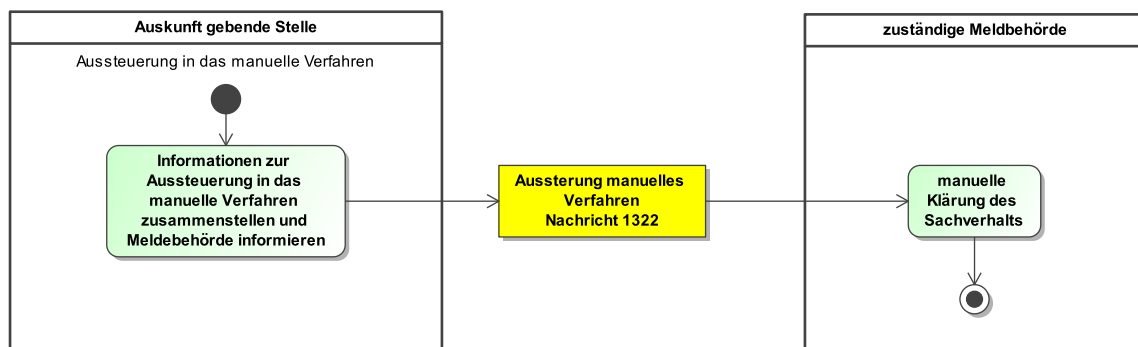 Auskunft gebende Stelle
Aussteuerung in das manuelle Verfahren
Informationen zur
Aussteuerung in das
manuelle Verfahren
zusammenstellen und
Meldebehörde informieren
Aussterung manuelles
Verfahren
Nachricht 1322
zuständige Meldbehörde
manuelle
Klärung des
Sachverhalts